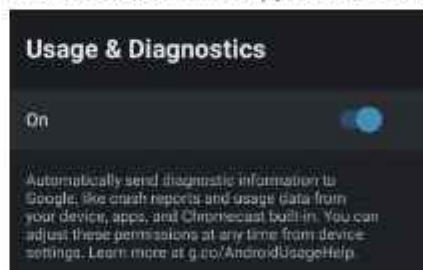 Usage & Diagnostics
On
Automatically send diagnostic information to
Google, like crash reports and usage data from
your device, apps, and Chromecast built-in. You can
adjust these permissions at any time from device
settings. Learn more at g.co/AndroidUsageHelp.